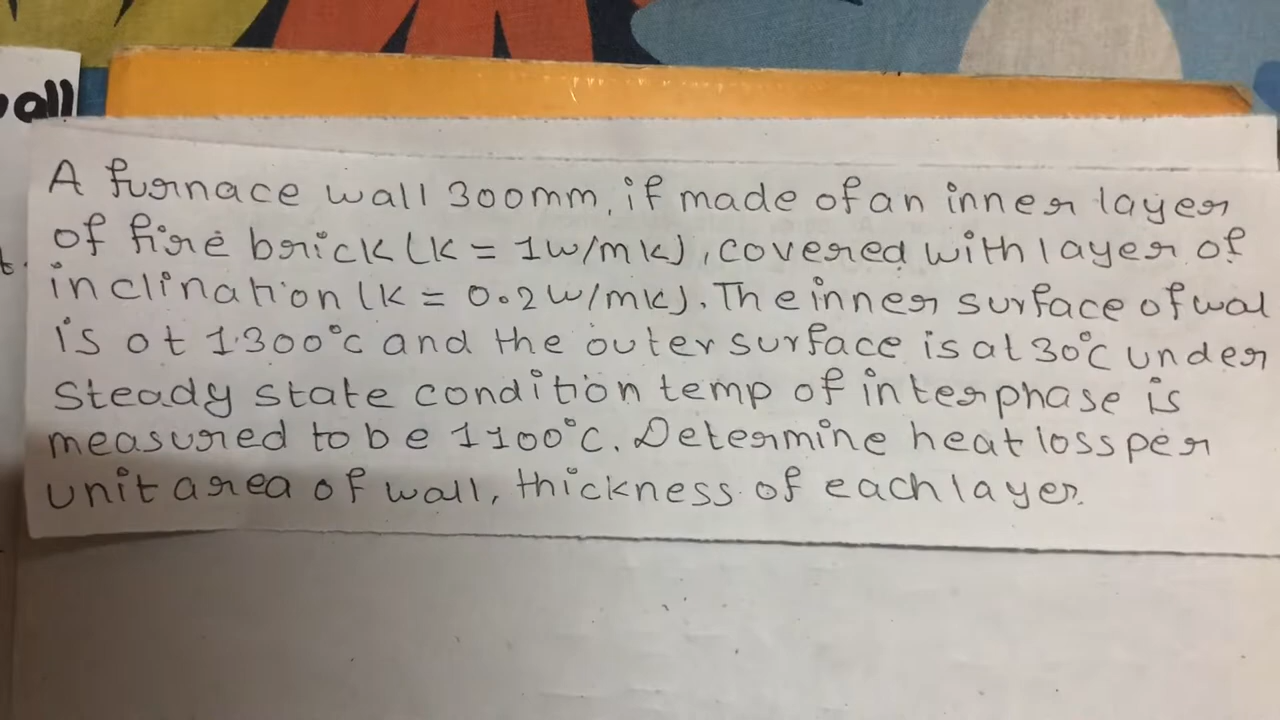 all
t.
A furnace wall 300mm, if made of an inner layer
of fire brick (k = 1w/mk), covered with layer of
inclination (k = 0.2w/mk). The inner surface of wal
is ot 1300°c and the outer surface is at 30°c under
steady state condition temp of interphase is
measured to be 1100°c. Determine heat loss per
unit area of wall, thickness of each layer.